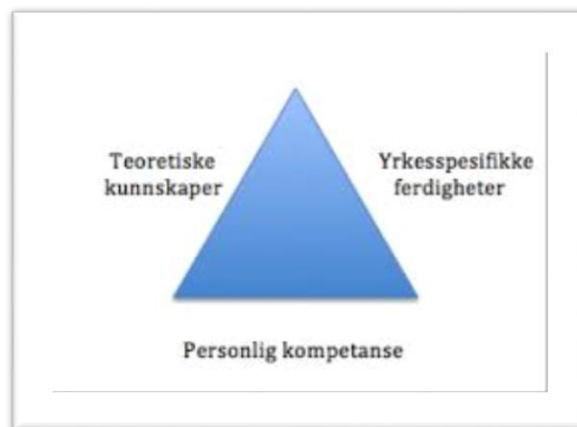 Teoretiske
kunnskaper
Yrkesspesifikke
ferdigheter
Personlig kompetanse